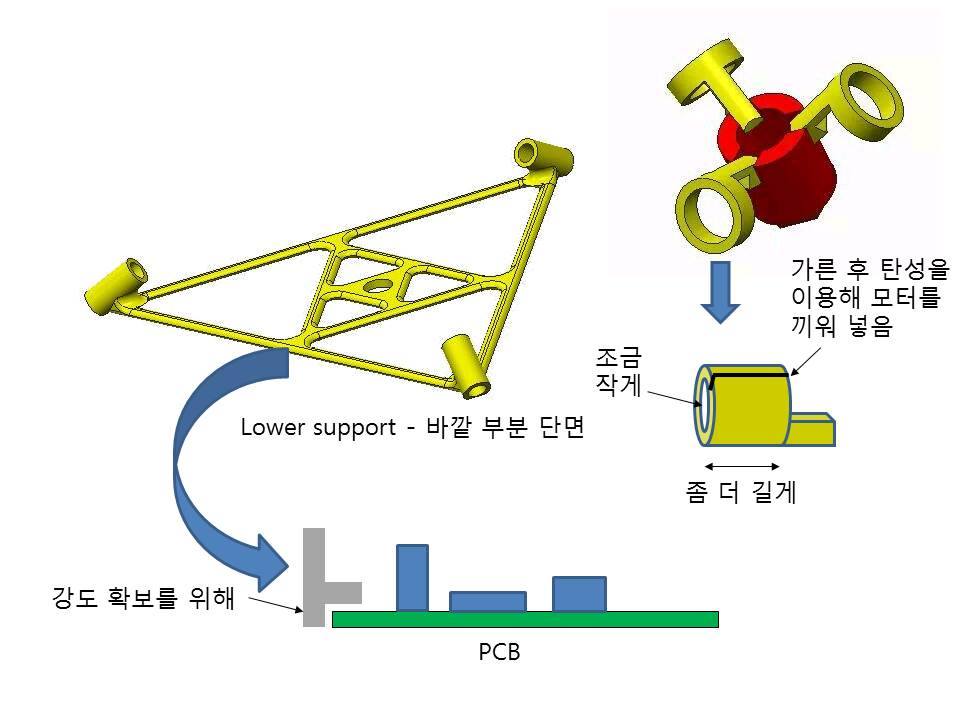 가른 후 탄성을
이용해 모터를
끼워 넣음
조금
작게
Lower support - 바깥 부분 단면
좀 더 길게
강도 확보를 위해
PCB